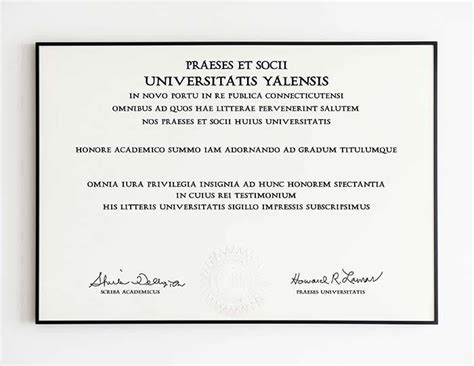 PRAESES ET SOCII
UNIVERSITATIS YALENSIS
IN NOVO PORTU IN RE PUBLICA CONNECTICUTENSI
OMNIBUS AD QUOS HAE LITTERAE PERVENERINT SALUTEM
NOS PRAESES ET SOCII HUIUS UNIVERSITATIS
HONORE ACADEMICO SUMMO IAM ADORNANDO AD GRADUM TITULUMQUE
OMNIA IURA PRIVILEGIA INSIGNIA AD HUNC HONOREM SPECTANTIA
IN CUIUS REI TESTIMONIUM
HIS LITTERIS UNIVERSITATIS SIGILLO IMPRESSIS SUBSCRIPSIMUS
Howard R. Lamar
SCRIBA ACADEMICUS
PRAESES UNIVERSITATIS